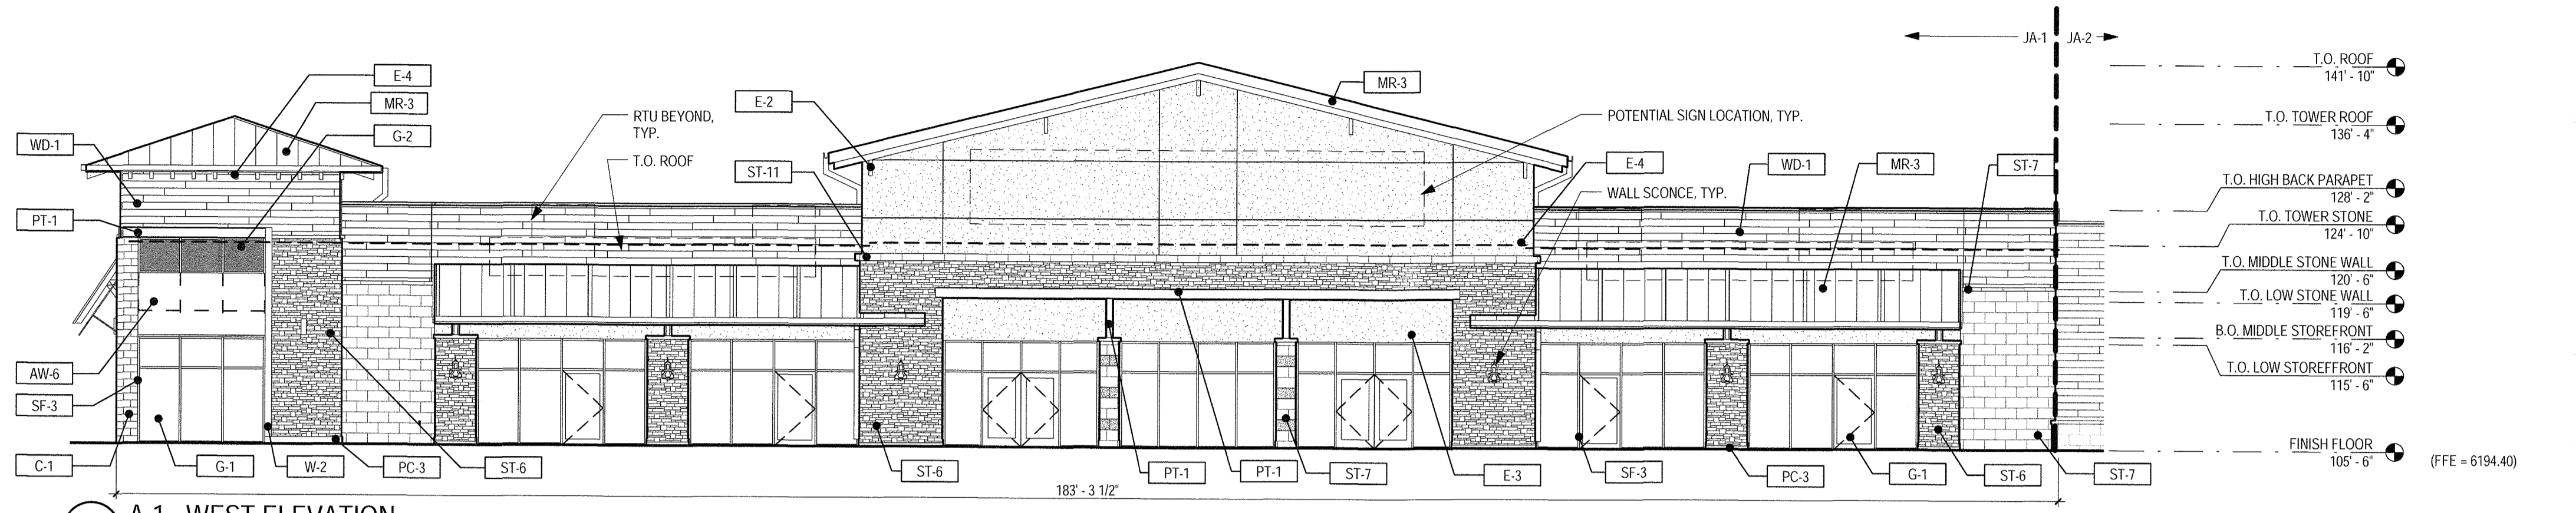 JA-1
JA-2
E-4
MR-3
G-2
WD-1
PT-1
RTU BEYOND,
TYP.
T.O. ROOF
E-2
ST-11
MR-3
POTENTIAL SIGN LOCATION, TYP.
E-4
WALL SCONCE, TYP.
WD-1
MR-3
ST-7
T.O. ROOF
141' - 10"
T.O. TOWER ROOF
136' - 4"
T.O. HIGH BACK PARAPET
128' - 2"
T.O. TOWER STONE
124' - 10"
T.O. MIDDLE STONE WALL
120' - 6"
T.O. LOW STONE WALL
119' - 6"
B.O. MIDDLE STOREFRONT
116' - 2"
T.O. LOW STOREFFRONT
115' - 6"
FINISH FLOOR
105' - 6"
(FFE = 6194.40)
AW-6
SF-3
C-1
G-1
W-2
PC-3
ST-6
ST-6
PT-1
PT-1
ST-7
E-3
SF-3
PC-3
G-1
ST-6
ST-7
183' - 3 1/2"
A.1 - WEST ELEVATION